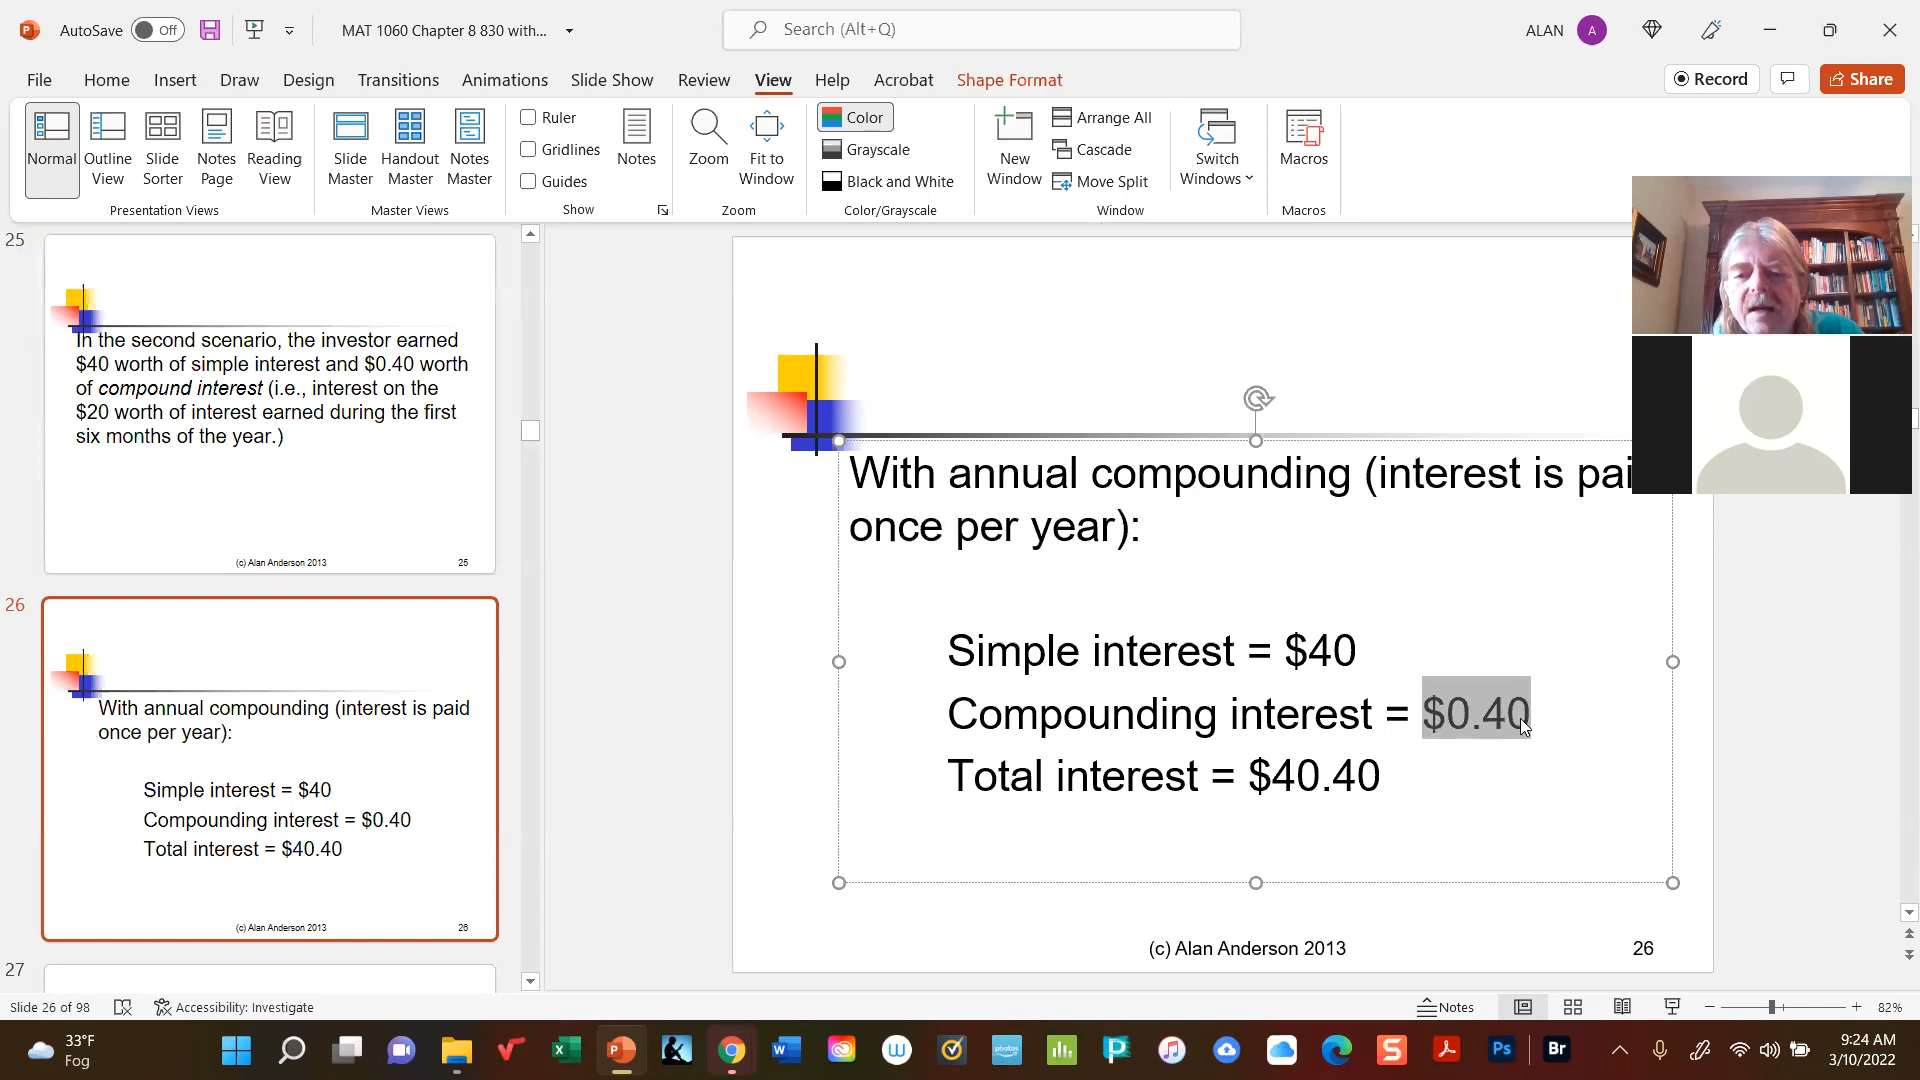 AutoSave Off
MAT 1060 Chapter 8 830 with...
Search (Alt+Q)
ALAN A
File Home Insert Draw Design Transitions Animations Slide Show Review View Help Acrobat Shape Format
Record Share
Normal
Outline View
Slide Sorter
Notes Page
Reading View
Presentation Views
Slide Master
Handout Master
Notes Master
Master Views
Ruler
Gridlines
Guides
Show
Notes
Zoom
Fit to Window
Zoom
Color
Grayscale
Black and White
Color/Grayscale
New Window
Arrange All
Cascade
Move Split
Switch Windows
Window
Macros
Macros
25
In the second scenario, the investor earned
$40 worth of simple interest and $0.40 worth
of compound interest (i.e., interest on the
$20 worth of interest earned during the first
six months of the year.)
(c) Alan Anderson 2013 25
26
With annual compounding (interest is paid
once per year):
Simple interest = $40
Compounding interest = $0.40
Total interest = $40.40
(c) Alan Anderson 2013 26
27
With annual compounding (interest is pai
once per year):
Simple interest = $40
Compounding interest = $0.40
Total interest = $40.40
(c) Alan Anderson 2013 26
Slide 26 of 98 Accessibility: Investigate Notes 82%
33°F
Fog
photos
Ps
Br
9:24 AM
3/10/2022